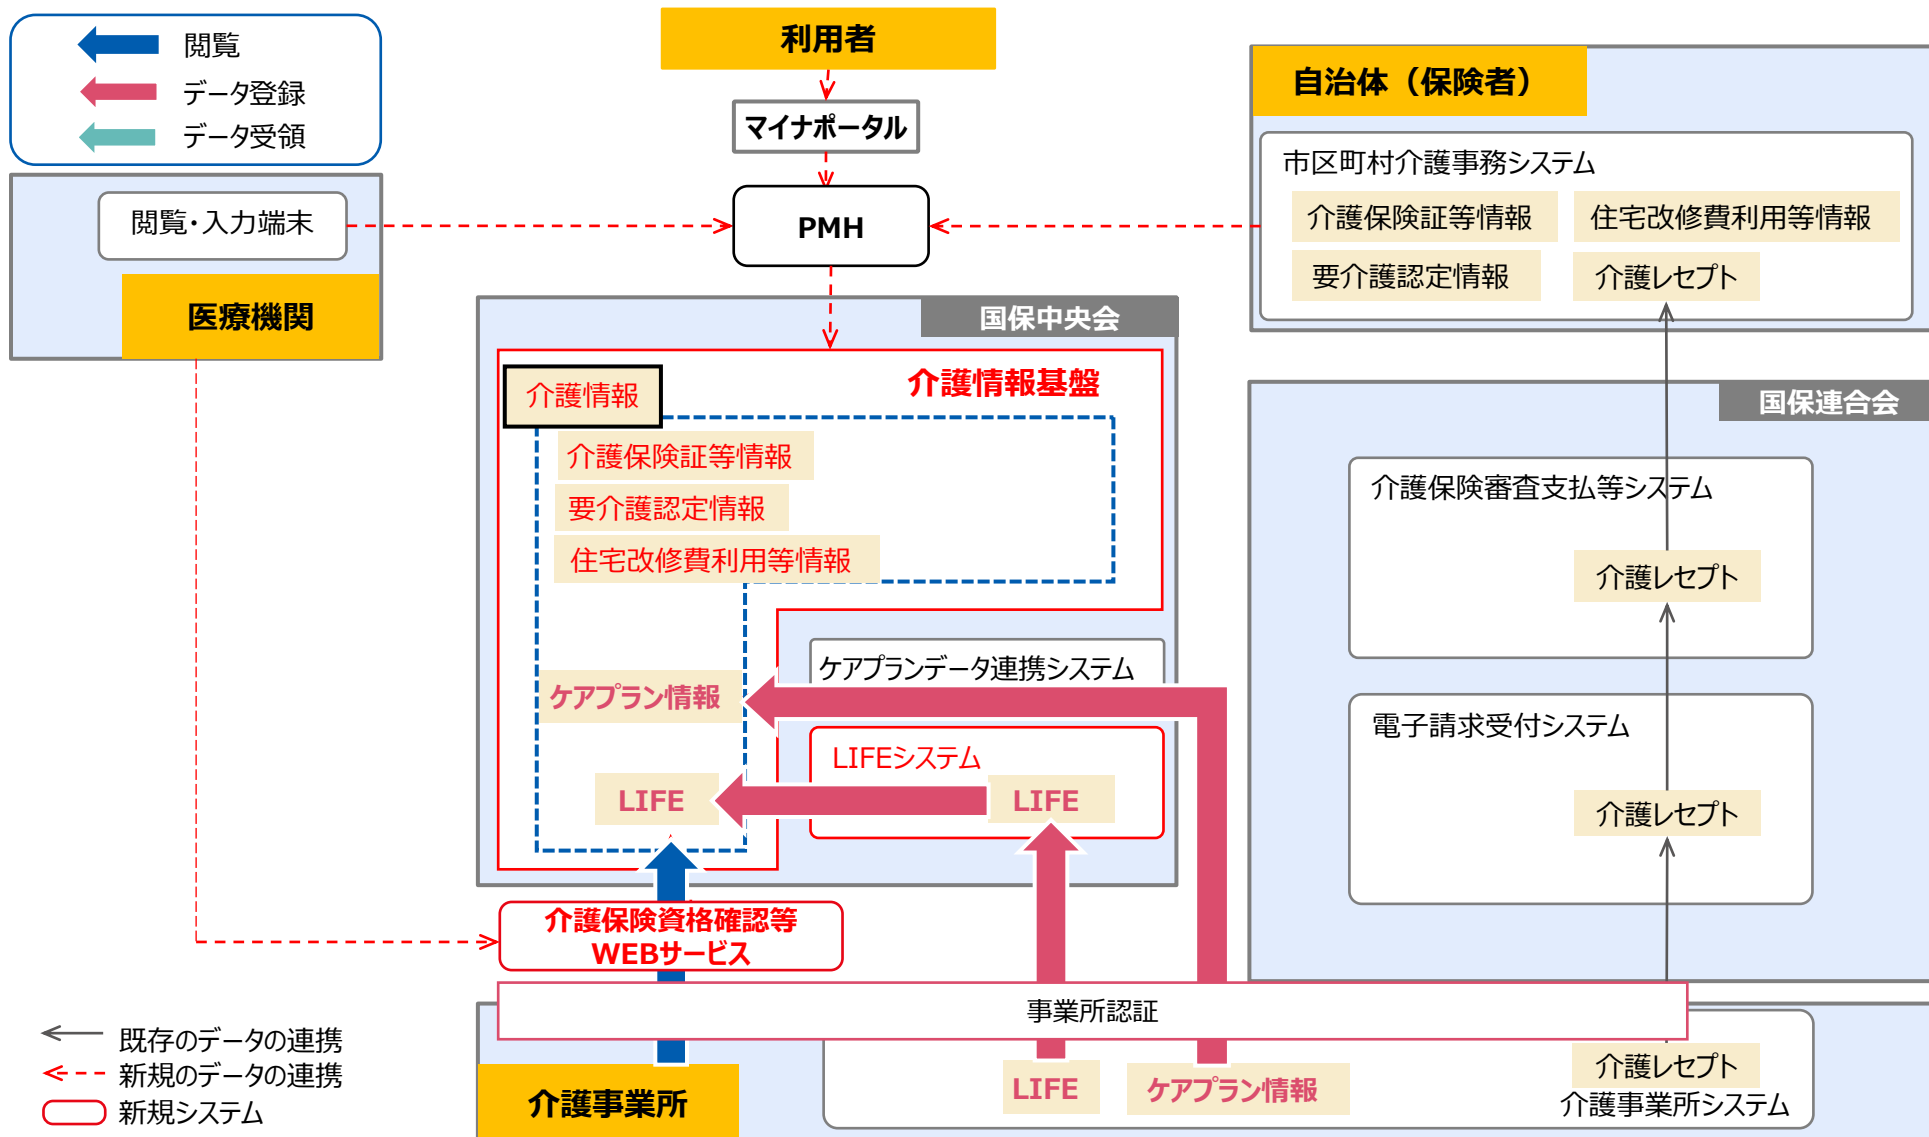 閲覧
データ登録
データ受領
利用者
マイナポータル
PMH
閲覧・入力端末
医療機関
自治体（保険者）
市区町村介護事務システム
介護保険証等情報
住宅改修費利用等情報
要介護認定情報
介護レセプト
国保中央会
介護情報基盤
介護情報
介護保険証等情報
要介護認定情報
住宅改修費利用等情報
ケアプランデータ連携システム
ケアプラン情報
LIFEシステム
LIFE
LIFE
国保連合会
介護保険審査支払等システム
介護レセプト
電子請求受付システム
介護レセプト
介護保険資格確認等
WEBサービス
事業所認証
介護事業所
LIFE
ケアプラン情報
介護レセプト
介護事業所システム
既存のデータの連携
新規のデータの連携
新規システム